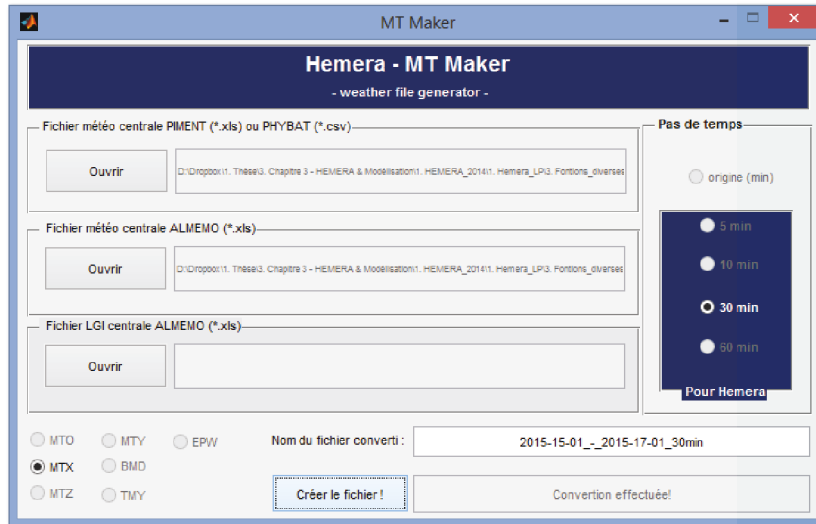 MT Maker
Hemera - MT Maker
- weather file generator -
Fichier météo centrale PIMENT (*.xls) ou PHYBAT (*.csv)
Ouvrir
D:\Dropbox\1. Thèse\3. Chapitre 3 - HEMERA & Modélisation\1. HEMERA_2014\1. Hemera_LP\3. Fontions_diverses
Fichier météo centrale ALMEMO (*.xls)
Ouvrir
D:\Dropbox\1. Thèse\3. Chapitre 3 - HEMERA & Modélisation\1. HEMERA_2014\1. Hemera_LP\3. Fontions_diverses
Fichier LGI centrale ALMEMO (*.xls)
Ouvrir
Pas de temps
origine (min)
5 min
10 min
30 min
60 min
Pour Hemera
MTO MTY EPW
MTX BMD
MTZ TMY
Nom du fichier converti :
2015-15-01_-_2015-17-01_30min
Créer le fichier !
Convertion effectuée!